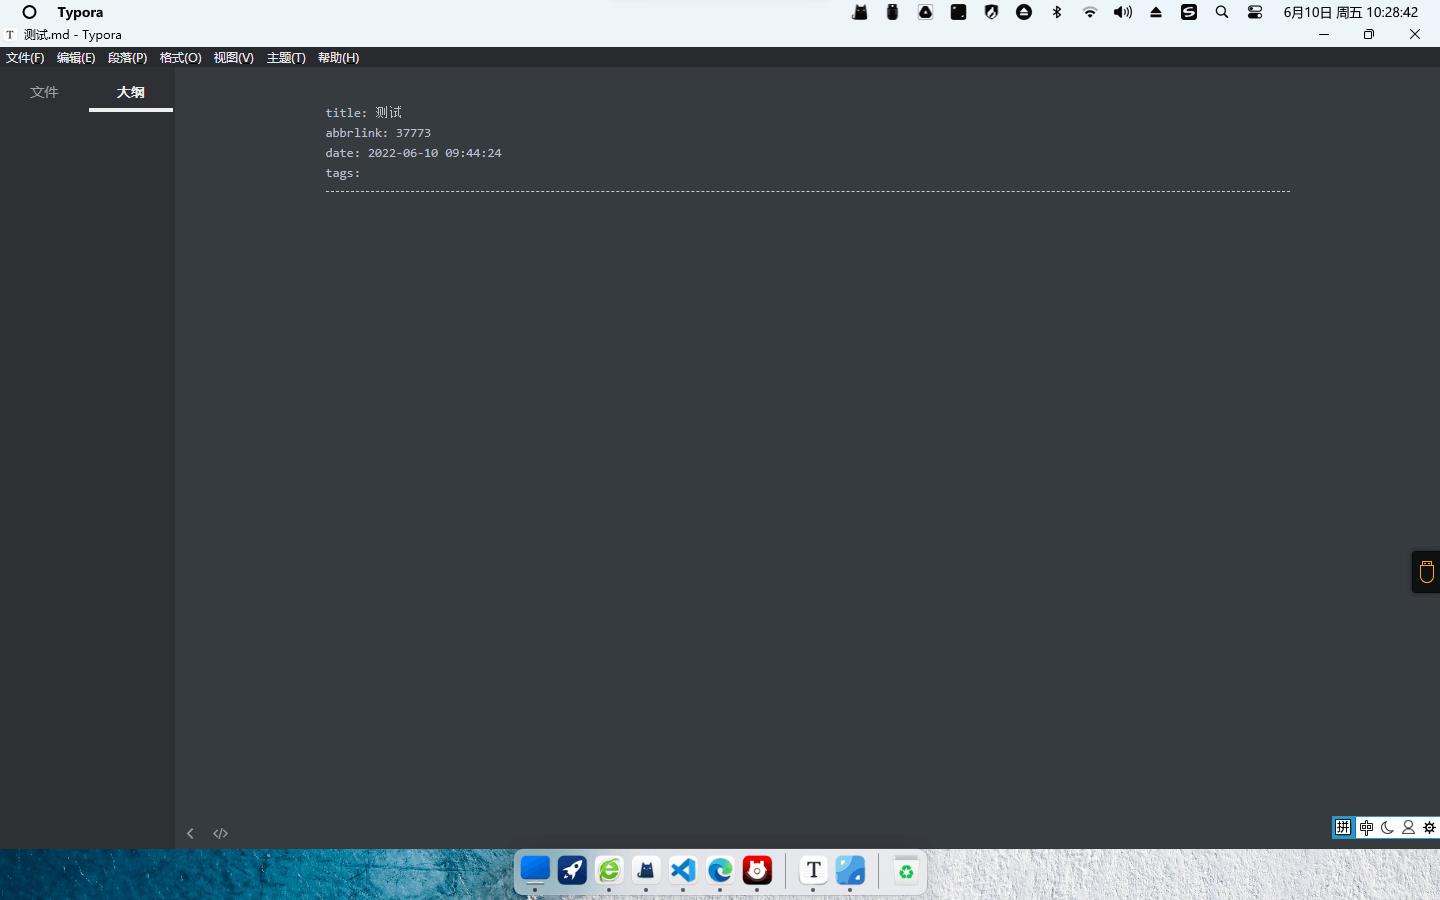 Typora
6月10日 周五 10:28:42
测试.md - Typora
文件(F) 编辑(E) 段落(P) 格式(O) 视图(V) 主题(T) 帮助(H)
文件 大纲
title: 测试
abbrlink: 37773
date: 2022-06-10 09:44:24
tags:
拼 中